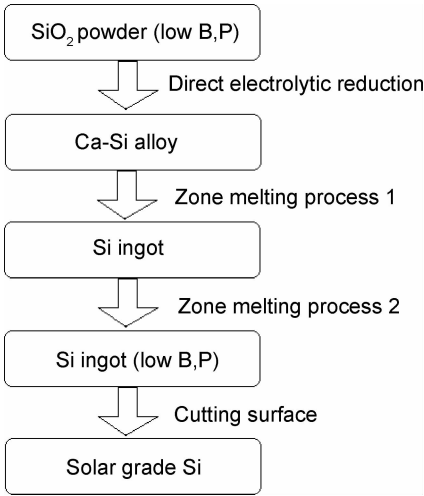 SiO2 powder (low B,P)
Direct electrolytic reduction
Ca-Si alloy
Zone melting process 1
Si ingot
Zone melting process 2
Si ingot (low B,P)
Cutting surface
Solar grade Si